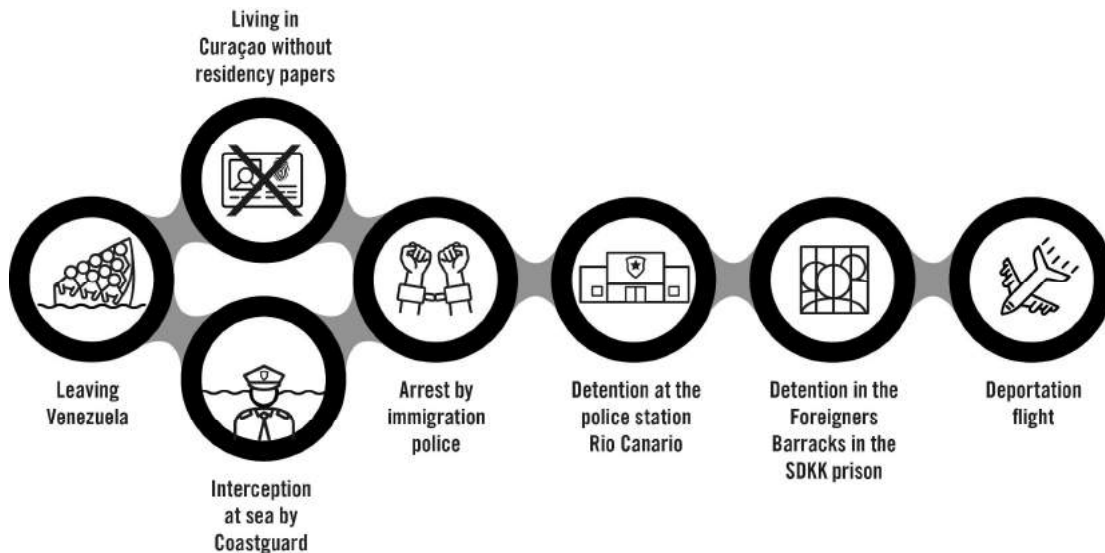 Living in
Curaçao without
residency papers
Leaving
Venezuela
Interception
at sea by
Coastguard
Arrest by
immigration
police
Detention at the
police station
Rio Canario
Detention in the
Foreigners
Barracks in the
SDKK prison
Deportation
flight